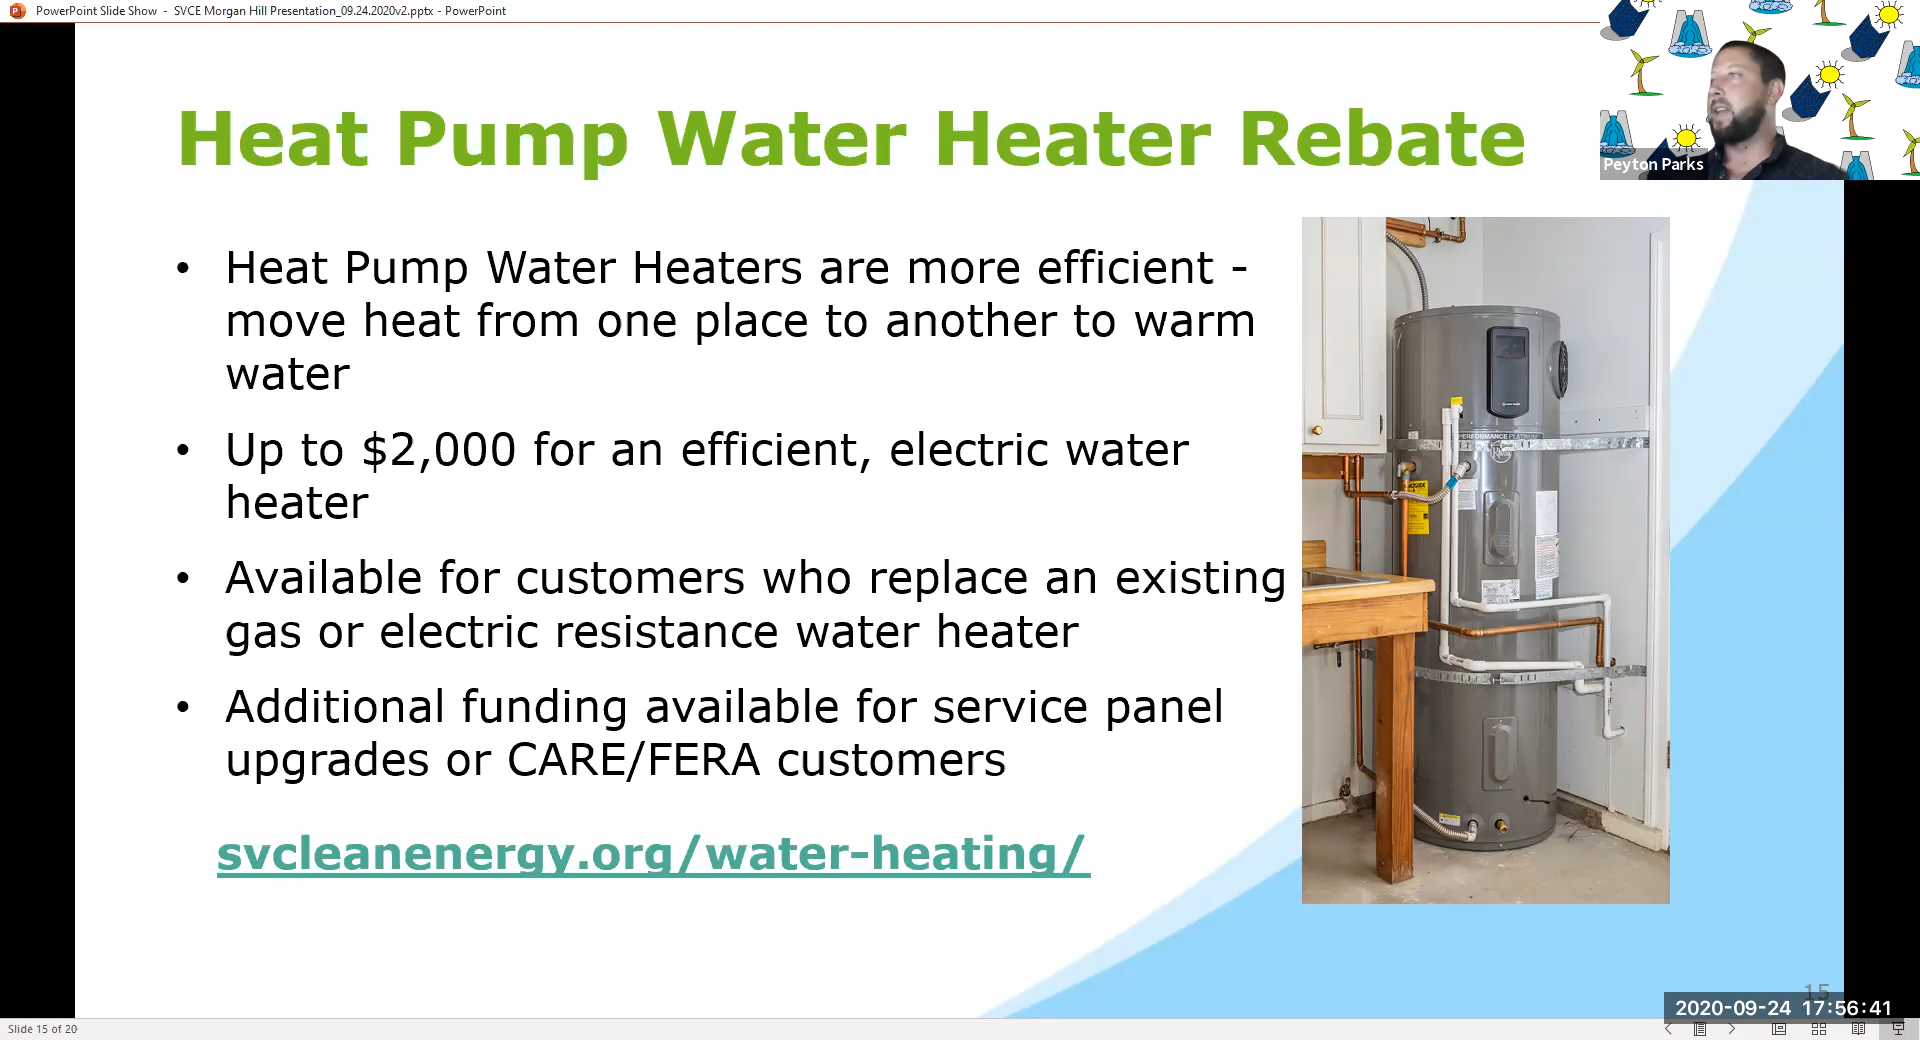 PowerPoint Slide Show - SVCE Morgan Hill Presentation_09.24.2020v2.pptx - PowerPoint
Peyton Parks
Heat Pump Water Heater Rebate
• Heat Pump Water Heaters are more efficient -
move heat from one place to another to warm
water
• Up to $2,000 for an efficient, electric water
heater
• Available for customers who replace an existing
gas or electric resistance water heater
• Additional funding available for service panel
upgrades or CARE/FERA customers
svcleanenergy.org/water-heating/
PERFORMANCE PLATINUM
15
2020-09-24 17:56:41
Slide 15 of 20